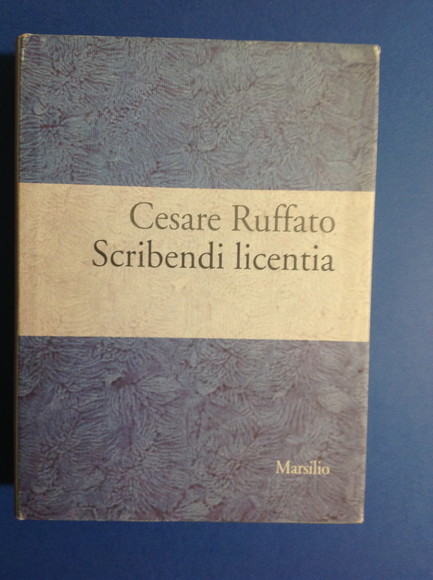 Cesare Ruffato
Scribendi licentia
Marsilio